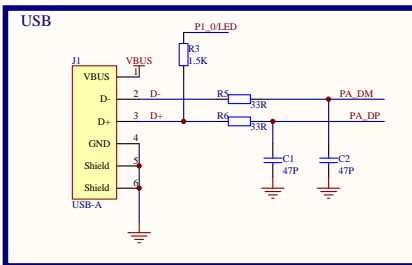 USB
P1_0/LED
J1
VBUS
R3
1.5K
VBUS
1
D-
2
D-
R5
33R
PA_DM
D+
3
D+
R6
33R
PA_DP
GND
4
Shield
5
Shield
6
USB-A
C1
47P
C2
47P